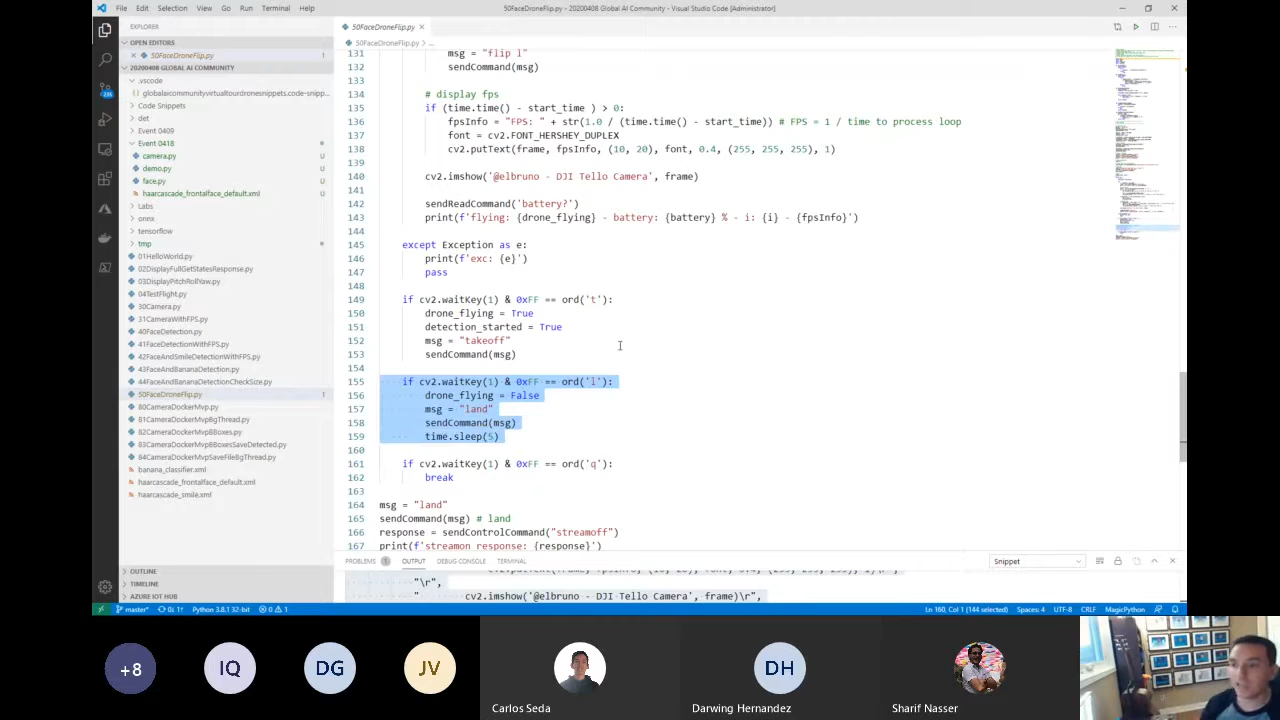 File Edit Selection View Go Run Terminal Help
50FaceDroneFlip.py - 20200408 Global AI Community - Visual Studio Code [Administrator]
EXPLORER
OPEN EDITORS
50FaceDroneFlip.py 1
20200408 GLOBAL AI COMMUNITY
.vscode
globalaicommunityvirtualtourdronesnippets.code-snipp...
Code Snippets
det
Event 0409
Event 0418
camera.py U
demo.py U
face.py U
haarcascade_frontalface_default.xml U
Labs
onnx
tensorflow
tmp
01HelloWorld.py
02DisplayFullGetStatesResponse.py
03DisplayPitchRollYaw.py
04TestFlight.py
30Camera.py
31CameraWithFPS.py
40FaceDetection.py
41FaceDetectionWithFPS.py
42FaceAndSmileDetectionWithFPS.py
43FaceAndBananaDetection.py
44FaceAndBananaDetectionCheckSize.py
50FaceDroneFlip.py 1
80CameraDockerMvp.py
81CameraDockerMvpBgThread.py
82CameraDockerMvpBBoxes.py
83CameraDockerMvpBBoxesSaveDetected.py
84CameraDockerMvpSaveFileBgThread.py
banana_classifier.xml
haarcascade_frontalface_default.xml
haarcascade_smile.xml
OUTLINE
TIMELINE
AZURE IOT HUB
50FaceDroneFlip.py
50FaceDroneFlip.py > ...
131 msg = "flip l"
132 sendCommand(msg)
133
134 # display fps
135 if (time.time() - start_time ) > 0:
136 fpsInfo = "FPS: " + str(1.0 / (time.time() - start_time)) # FPS = 1 / time to process loop
137 font = cv2.FONT_HERSHEY_DUPLEX
138 cv2.putText(frame, fpsInfo, (10, 20), font, 0.4, (255, 255, 255), 1)
139
140 cv2.imshow('@elbruno - DJI Tello Camera', frame)
141
142 sendReadCommand('battery?')
143 print(f'flying: {drone_flying} - battery: {battery} % - i: {i} - {fpsInfo}')
144
145 except Exception as e:
146 print(f'exc: {e}')
147 pass
148
149 if cv2.waitKey(1) & 0xFF == ord('t'):
150 drone_flying = True
151 detection_started = True
152 msg = "takeoff"
153 sendCommand(msg)
154
155 if cv2.waitKey(1) & 0xFF == ord('l'):
156 drone_flying = False
157 msg = "land"
158 sendCommand(msg)
159 time.sleep(5)
160
161 if cv2.waitKey(1) & 0xFF == ord('q'):
162 break
163
164 msg = "land"
165 sendCommand(msg) # land
166 response = sendControlCommand("streamoff")
167 print(f'streamon response: {response}')
PROBLEMS 1 OUTPUT DEBUG CONSOLE TERMINAL
Snippet
"\r",
" cv2.imshow('@elbruno - DJI Tello Camera', frame)\r",
master* 0↓ 1↑ Python 3.8.1 32-bit 0 1
Ln 160, Col 1 (144 selected) Spaces: 4 UTF-8 CRLF MagicPython
+8
IQ
DG
JV
DH
Carlos Seda
Darwing Hernandez
Sharif Nasser